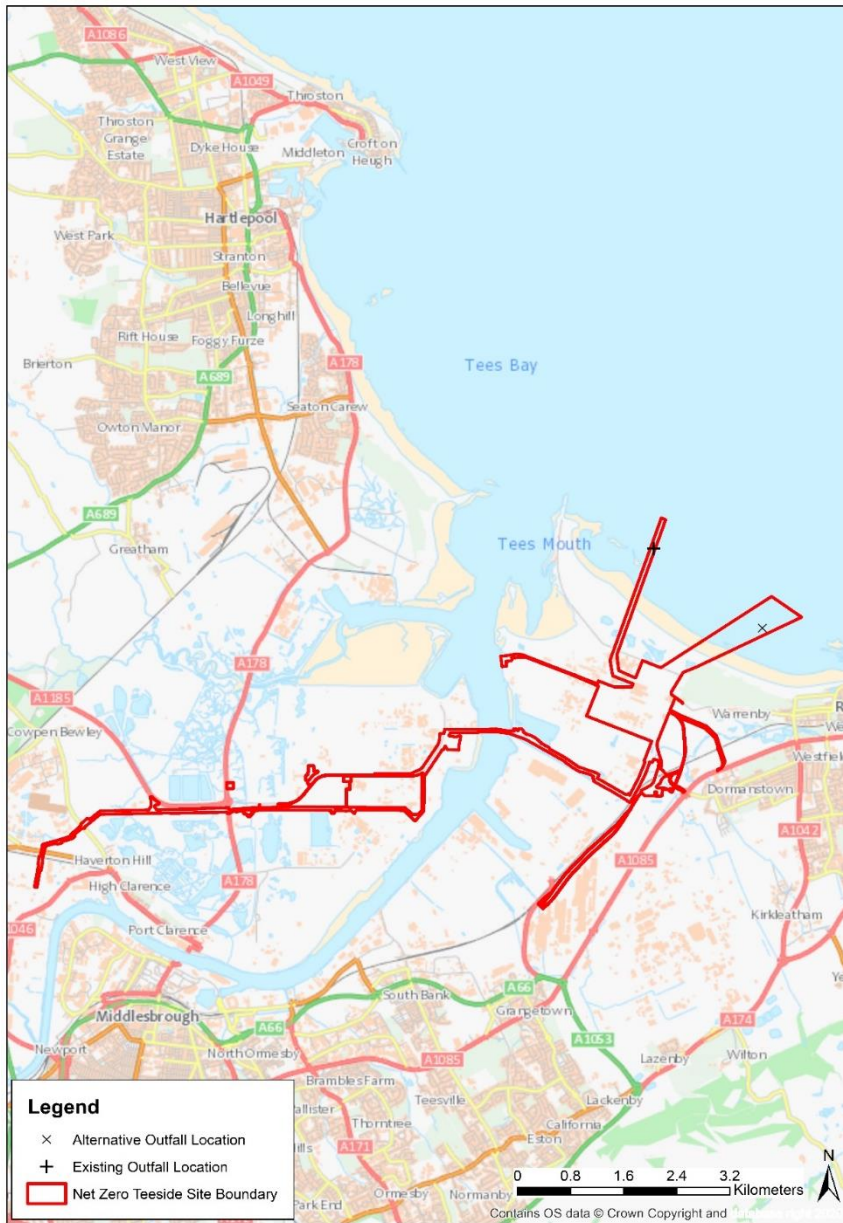 A1086
West View
A1049
Throston
Throston
Grange
Estate
Dyke House
Middleton
Croft on
Heugh
Hartlepool
West Park
Stranton
Bellevue
Longhill
Rift House
Foggy Furze
Brierton
A689
A178
Tees Bay
Seaton Carew
Owton Manor
A689
Greatham
Tees Mouth
A178
A1185
Cowpen Bewley
Warrenby
Westfield
Dormanstown
A1042
Haverton Hill
High Clarence
A178
A1085
Kirkleatham
Port Clarence
A66
South Bank
Grangetown
Middlesbrough
A66
A174
Newport
North Ormesby
A1053
Lazenby
Wilton
A1085
Brambles Farm
Lackenby
Teesville
Thorntree
California
Eston
A171
Park End
Ormesby
Normanby
Legend
Alternative Outfall Location
Existing Outfall Location
Net Zero Teeside Site Boundary
N
0 0.8 1.6 2.4 3.2
Kilometers
Contains OS data © Crown Copyright and